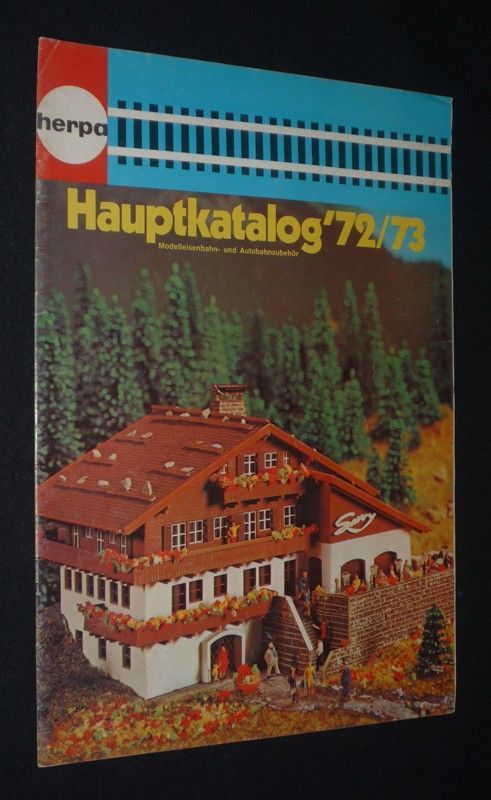 herpa
Hauptkatalog '72/73
Modelleisenbahn- und Autobahnzubehör